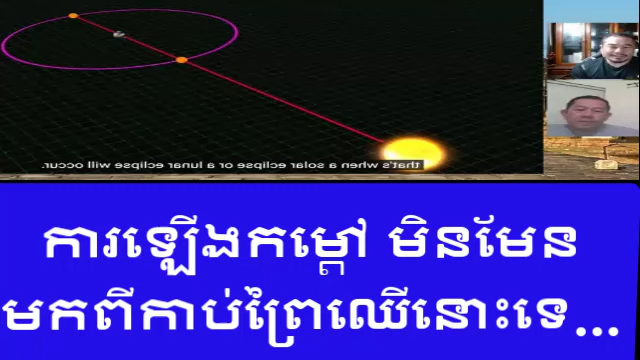 that's when a solar eclipse or a lunar eclipse will occur.
ការឡើងកម្ដៅ មិនមែន
មកពីកាប់ព្រៃឈើនោះទេ...